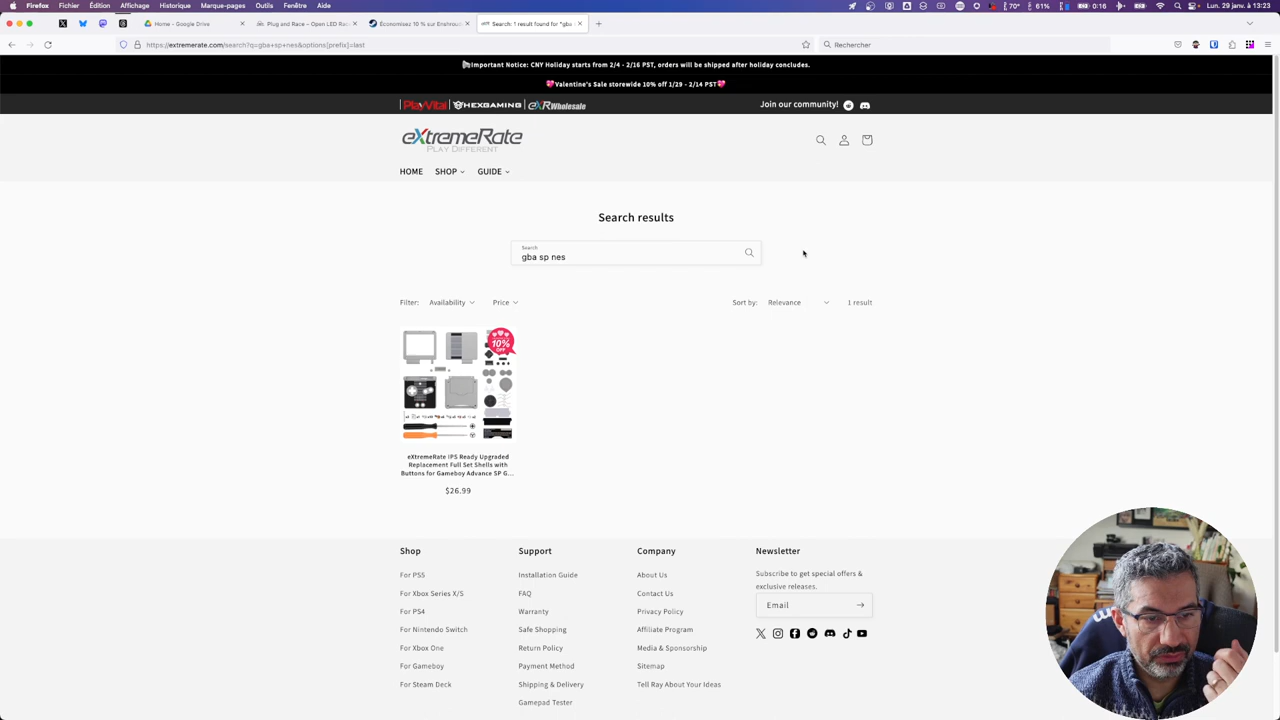 Firefox Fichier Édition Affichage Historique Marque-pages Outils Fenêtre Aide
70% 61% Lun. 29 janv. à 13:23
Home – Google Drive
Plug and Race – Open LED Rac
Économisez 10 % sur Enshroud
Search: 1 result found for "gba
https://extremerate.com/search?q=gba+sp+nes&options[prefix]=last
Rechercher
Important Notice: CNY Holiday starts from 2/4 - 2/16 PST, orders will be shipped after holiday concludes.
💖Valentine's Sale storewide 10% off 1/29 - 2/14 PST💖
PlayVital HEXGAMING eXRWholesale
Join our community!
eXtremeRate
PLAY DIFFERENT
HOME SHOP GUIDE
Search results
Search
gba sp nes
Filter: Availability Price
Sort by: Relevance 1 result
10%
OFF
eXtremeRate IPS Ready Upgraded
Replacement Full Set Shells with
Buttons for Gameboy Advance SP G...
$26.99
Shop Support Company Newsletter
For PS5 Installation Guide About Us Subscribe to get special offers &
exclusive releases.
For Xbox Series X/S FAQ Contact Us
Email
For PS4 Warranty Privacy Policy
For Nintendo Switch Safe Shopping Affiliate Program
For Xbox One Return Policy Media & Sponsorship
For Gameboy Payment Method Sitemap
For Steam Deck Shipping & Delivery Tell Ray About Your Ideas
Gamepad Tester